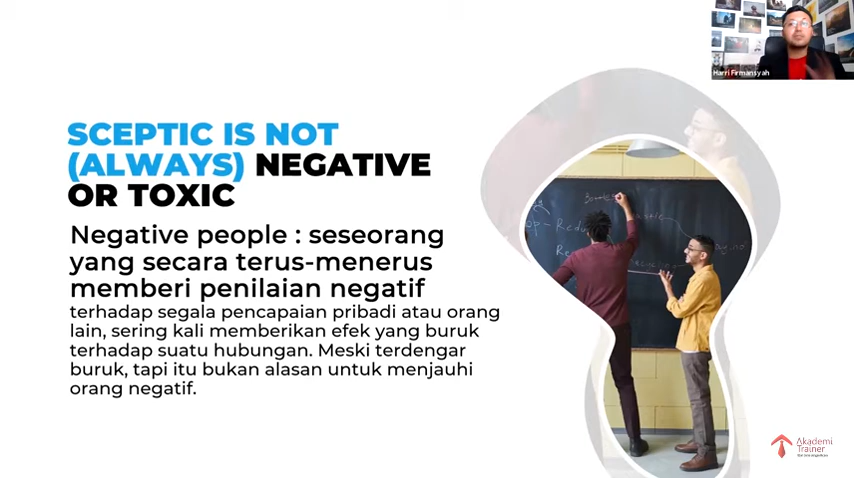 Harri Firmansyah
SCEPTIC IS NOT
(ALWAYS) NEGATIVE
OR TOXIC
Negative people : seseorang
yang secara terus-menerus
memberi penilaian negatif
terhadap segala pencapaian pribadi atau orang
lain, sering kali memberikan efek yang buruk
terhadap suatu hubungan. Meski terdengar
buruk, tapi itu bukan alasan untuk menjauhi
orang negatif.
Akademi
Trainer